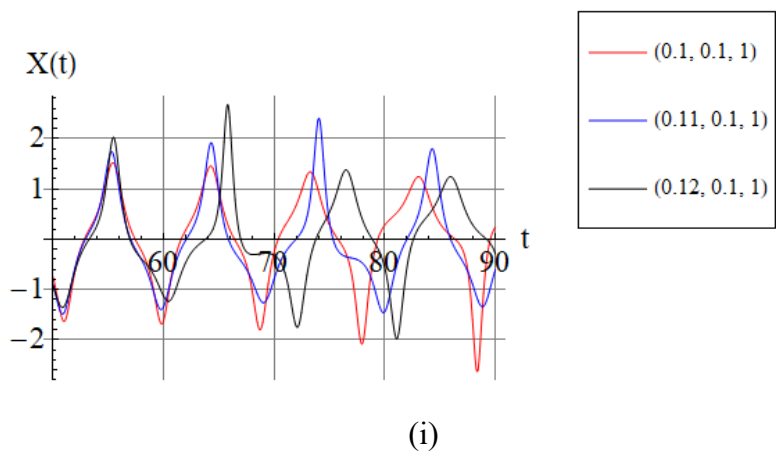 X(t)
2
1
−1
−2
60
70
80
90
t
(0.1, 0.1, 1)
(0.11, 0.1, 1)
(0.12, 0.1, 1)
(i)